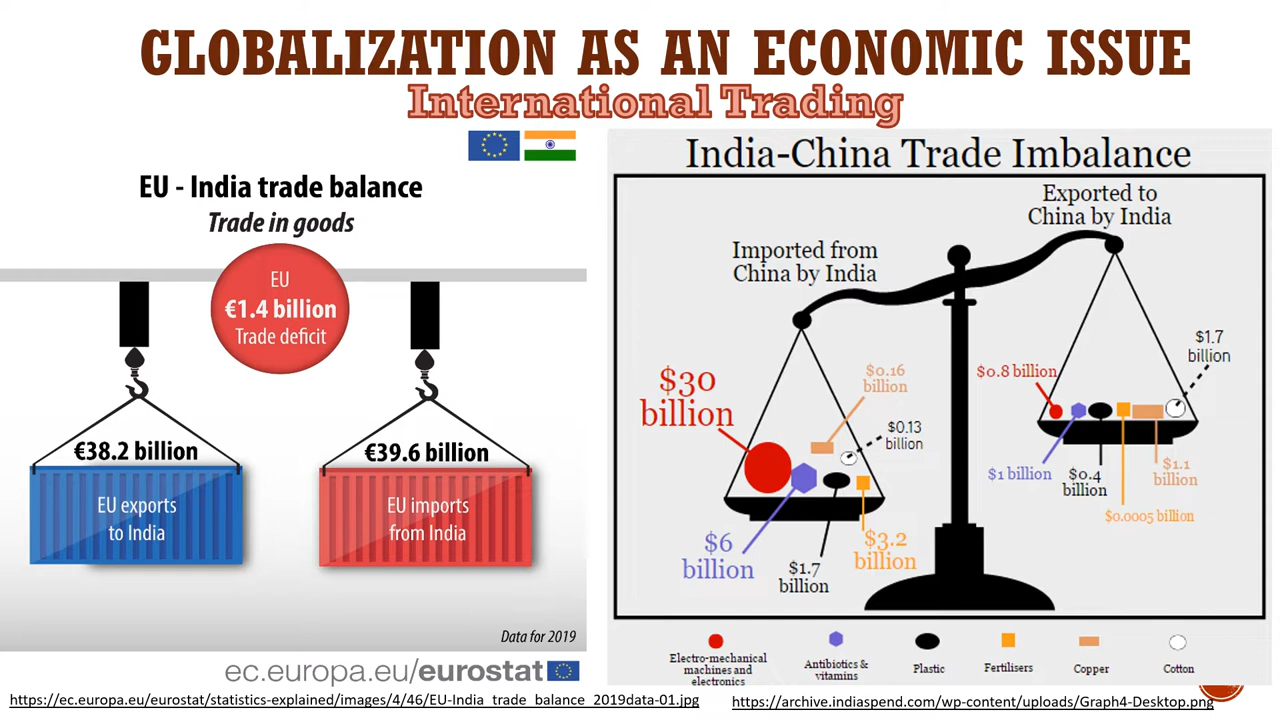 GLOBALIZATION AS AN ECONOMIC ISSUE
International Trading
EU - India trade balance
Trade in goods
EU
€1.4 billion
Trade deficit
€38.2 billion
€39.6 billion
EU exports
to India
EU imports
from India
Data for 2019
ec.europa.eu/eurostat
https://ec.europa.eu/eurostat/statistics-explained/images/4/46/EU-India_trade_balance_2019data-01.jpg
India-China Trade Imbalance
Exported to
China by India
Imported from
China by India
$30
billion
$0.16
billion
$0.13
billion
$6
billion
$1.7
billion
$3.2
billion
$0.8 billion
$1.7
billion
$1 billion
$0.4
billion
$0.0005 billion
$1.1
billion
Electro-mechanical
machines and
electronics
Antibiotics &
vitamins
Plastic
Fertilisers
Copper
Cotton
https://archive.indiaspend.com/wp-content/uploads/Graph4-Desktop.png